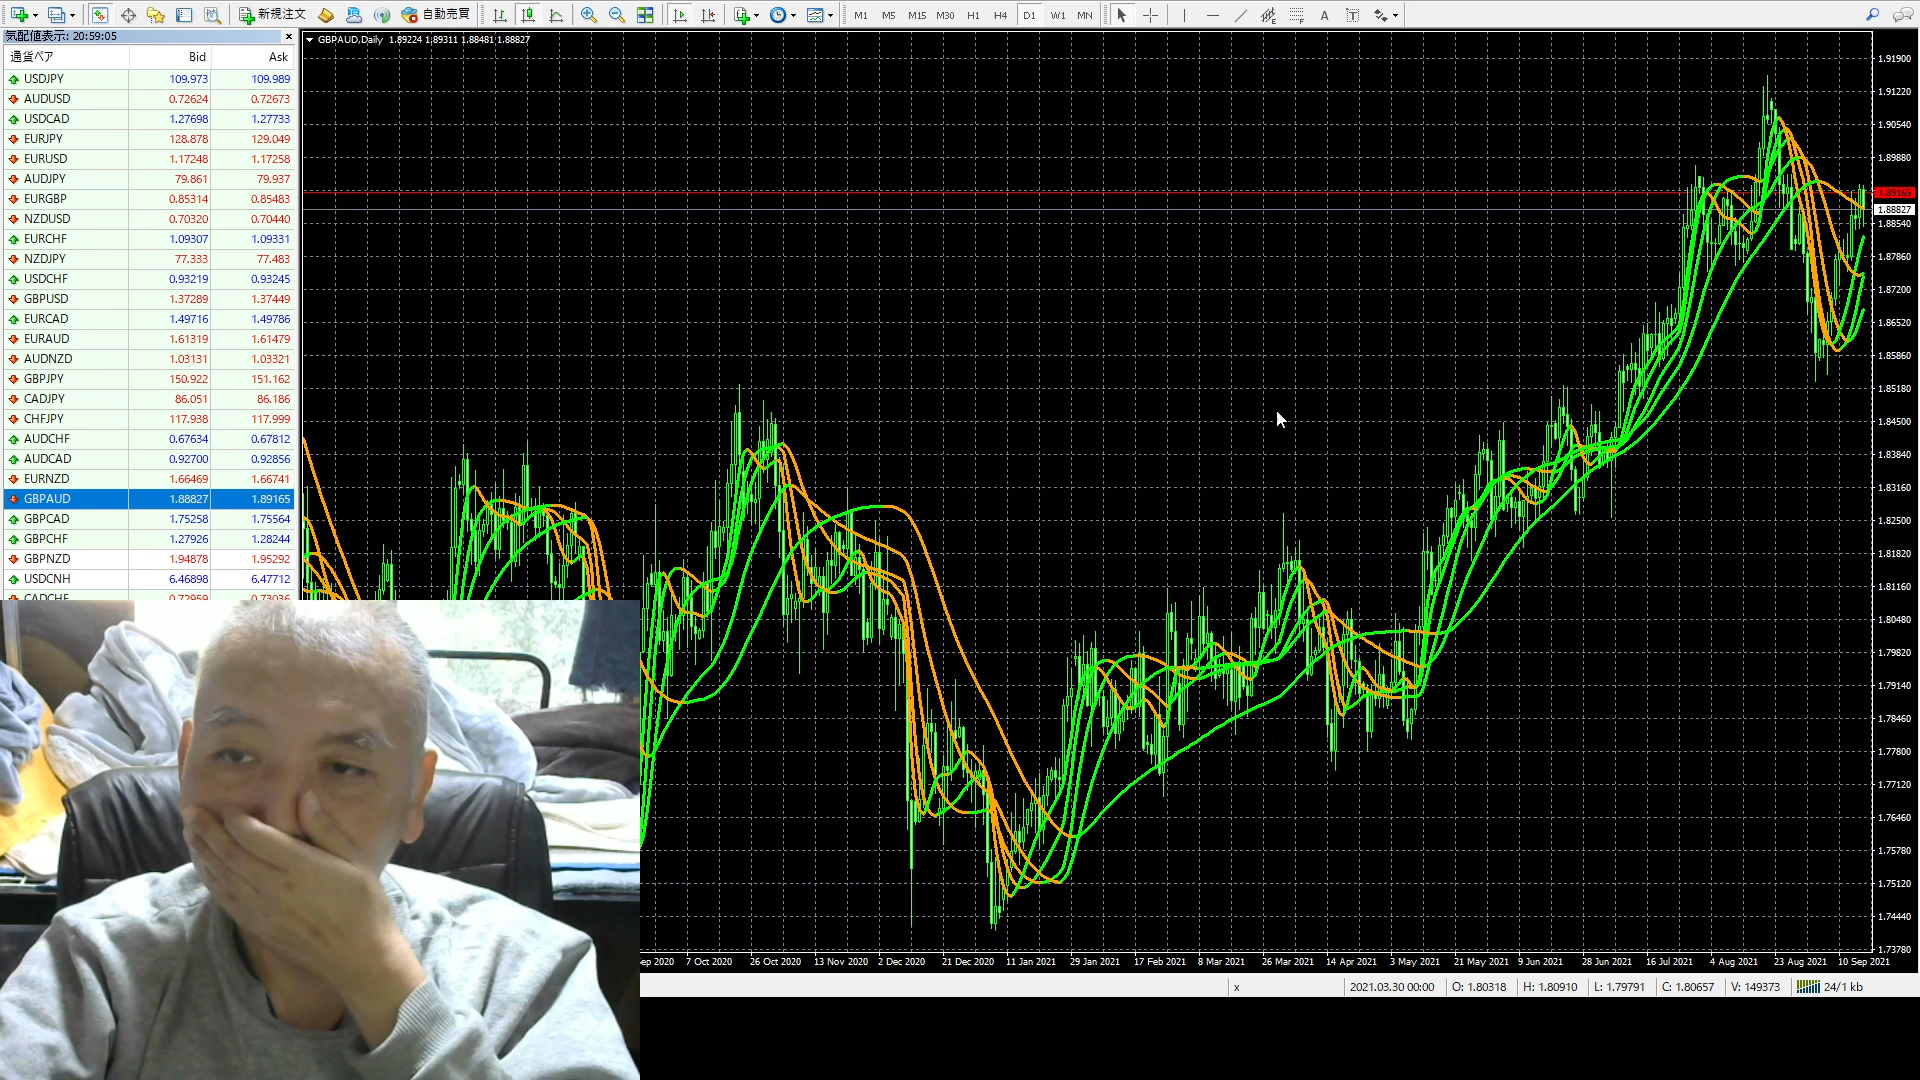 新規注文
自動売買
M1 M5 M15 M30 H1 H4 D1 W1 MN
A
T
気配値表示: 20:59:05
通貨ペア Bid Ask
USDJPY 109.973 109.989
AUDUSD 0.72624 0.72673
USDCAD 1.27698 1.27733
EURJPY 128.878 129.049
EURUSD 1.17248 1.17258
AUDJPY 79.861 79.937
EURGBP 0.85314 0.85483
NZDUSD 0.70320 0.70440
EURCHF 1.09307 1.09331
NZDJPY 77.333 77.483
USDCHF 0.93219 0.93245
GBPUSD 1.37289 1.37449
EURCAD 1.49716 1.49786
EURAUD 1.61319 1.61479
AUDNZD 1.03131 1.03321
GBPJPY 150.922 151.162
CADJPY 86.051 86.186
CHFJPY 117.938 117.999
AUDCHF 0.67634 0.67812
AUDCAD 0.92700 0.92856
EURNZD 1.66469 1.66741
GBPAUD 1.88827 1.89165
GBPCAD 1.75258 1.75564
GBPCHF 1.27926 1.28244
GBPNZD 1.94878 1.95292
USDCNH 6.46898 6.47712
CADCHF 0.72959 0.73036
GBPAUD,Daily 1.89224 1.89311 1.88481 1.88827
1.91900
1.91220
1.90540
1.89880
1.89165
1.88827
1.88540
1.87860
1.87200
1.86520
1.85860
1.85180
1.84500
1.83840
1.83160
1.82500
1.81820
1.81160
1.80480
1.79820
1.79140
1.78460
1.77800
1.77120
1.76460
1.75780
1.75120
1.74440
1.73780
ep 2020 7 Oct 2020 26 Oct 2020 13 Nov 2020 2 Dec 2020 21 Dec 2020 11 Jan 2021 29 Jan 2021 17 Feb 2021 8 Mar 2021 26 Mar 2021 14 Apr 2021 3 May 2021 21 May 2021 9 Jun 2021 28 Jun 2021 16 Jul 2021 4 Aug 2021 23 Aug 2021 10 Sep 2021
x 2021.03.30 00:00 O: 1.80318 H: 1.80910 L: 1.79791 C: 1.80657 V: 149373 24/1 kb